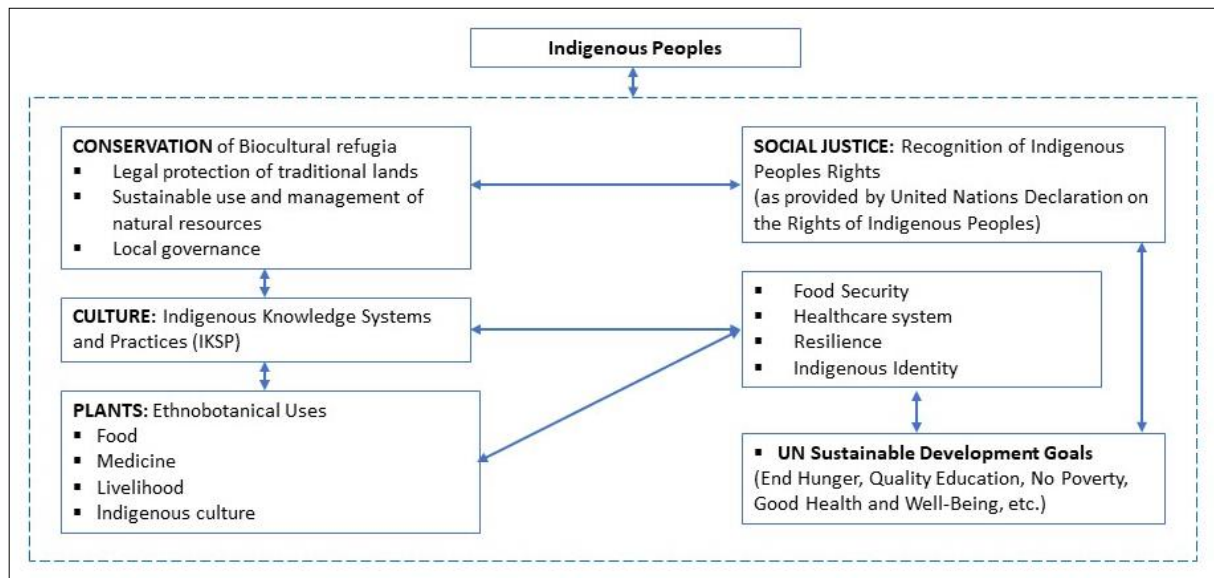 Indigenous Peoples
CONSERVATION of Biocultural refugia
▪ Legal protection of traditional lands
▪ Sustainable use and management of
natural resources
▪ Local governance
CULTURE: Indigenous Knowledge Systems
and Practices (IKSP)
PLANTS: Ethnobotanical Uses
▪ Food
▪ Medicine
▪ Livelihood
▪ Indigenous culture
SOCIAL JUSTICE: Recognition of Indigenous
Peoples Rights
(as provided by United Nations Declaration on
the Rights of Indigenous Peoples)
▪ Food Security
▪ Healthcare system
▪ Resilience
▪ Indigenous Identity
▪ UN Sustainable Development Goals
(End Hunger, Quality Education, No Poverty,
Good Health and Well-Being, etc.)